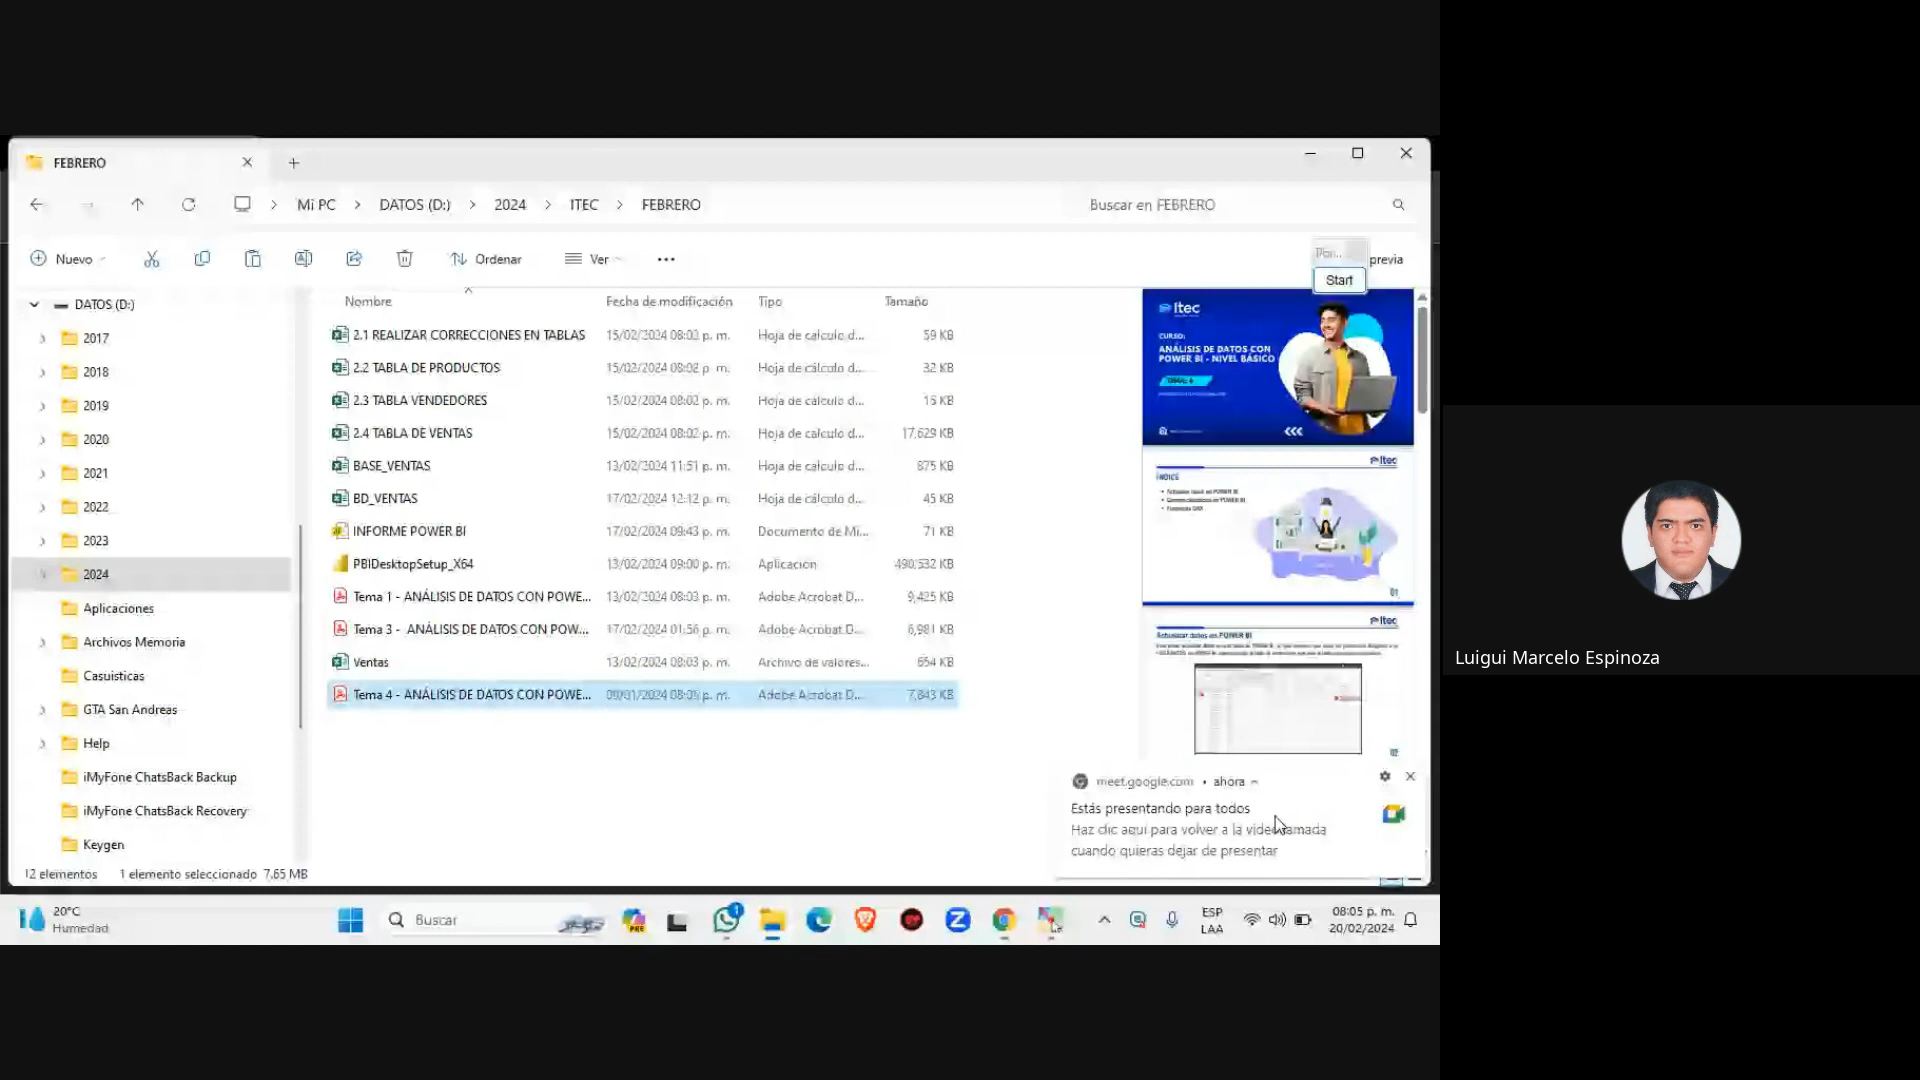 FEBRERO
Mi PC > DATOS (D:) > 2024 > ITEC > FEBRERO
Buscar en FEBRERO
Nuevo
Ordenar
Ver
previa
Start
DATOS (D:)
2017
2018
2019
2020
2021
2022
2023
2024
Aplicaciones
Archivos Memoria
Casuisticas
GTA San Andreas
Help
iMyFone ChatsBack Backup
iMyFone ChatsBack Recovery
Keygen
Nombre Fecha de modificación Tipo Tamaño
2.1 REALIZAR CORRECCIONES EN TABLAS 15/02/2024 08:03 p. m. Hoja de cálculo d... 59 KB
2.2 TABLA DE PRODUCTOS 15/02/2024 08:02 p. m. Hoja de cálculo d... 32 KB
2.3 TABLA VENDEDORES 15/02/2024 08:02 p. m. Hoja de cálculo d... 15 KB
2.4 TABLA DE VENTAS 15/02/2024 08:02 p. m. Hoja de cálculo d... 17,629 KB
BASE_VENTAS 13/02/2024 11:51 p. m. Hoja de cálculo d... 875 KB
BD_VENTAS 17/02/2024 12:12 p. m. Hoja de cálculo d... 45 KB
INFORME POWER BI 17/02/2024 09:43 p. m. Documento de Mi... 71 KB
PBIDesktopSetup_X64 13/02/2024 09:00 p. m. Aplicación 490,532 KB
Tema 1 - ANÁLISIS DE DATOS CON POWE... 13/02/2024 08:03 p. m. Adobe Acrobat D... 9,425 KB
Tema 3 - ANÁLISIS DE DATOS CON POW... 17/02/2024 01:56 p. m. Adobe Acrobat D... 6,981 KB
Ventas 13/02/2024 08:03 p. m. Archivo de valores... 654 KB
Tema 4 - ANÁLISIS DE DATOS CON POWE... 08:05 p. m. Adobe Acrobat D... 7,843 KB
itec
CURSO:
ANÁLISIS DE DATOS CON
POWER BI - NIVEL BÁSICO
itec
ÍNDICE
01
itec
Actualizar datos en POWER BI
02
meet.google.com • ahora
Estás presentando para todos
Haz clic aquí para volver a la videollamada
cuando quieras dejar de presentar
12 elementos 1 elemento seleccionado 7.65 MB
20°C
Humedad
Buscar
PRE
1
ESP
LAA
08:05 p. m.
20/02/2024
Luigui Marcelo Espinoza